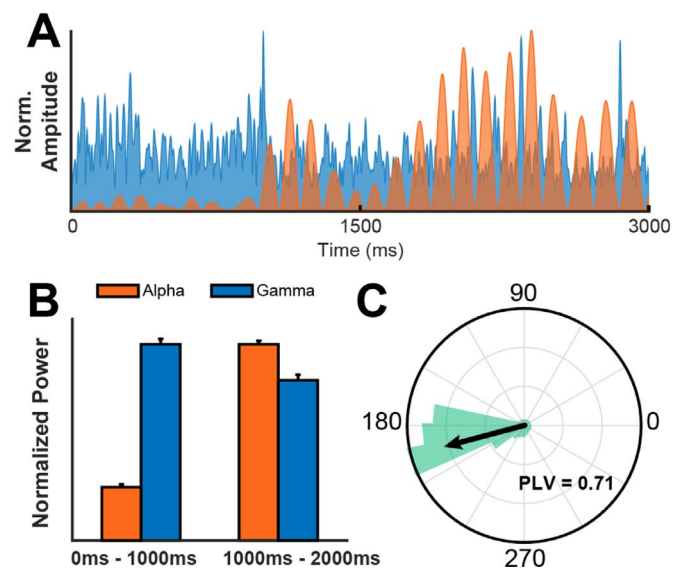 A
Norm.
Ampitude
0 1500 3000
Time (ms)
B
Alpha Gamma
Normalized Power
0ms - 1000ms 1000ms - 2000ms
C
90
180 0
PLV = 0.71
270